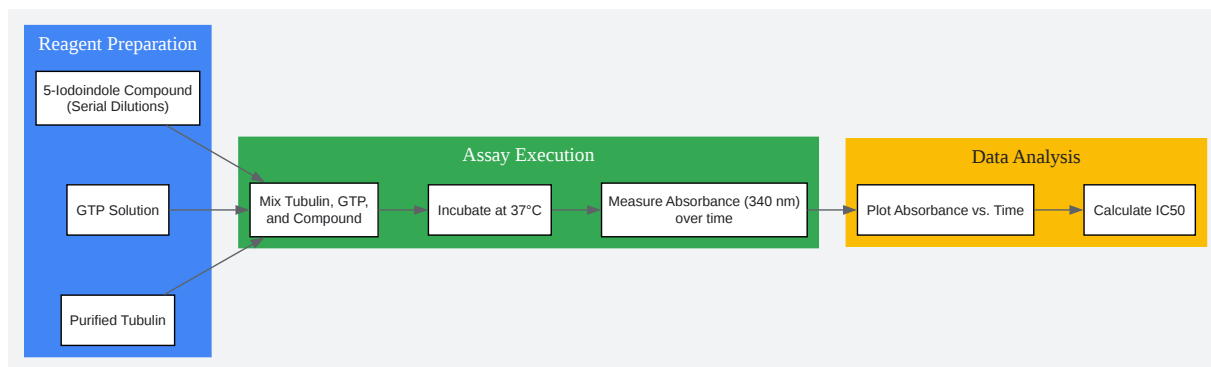 Reagent Preparation
5-Iodoindole Compound
(Serial Dilutions)
GTP Solution
Purified Tubulin
Assay Execution
Mix Tubulin, GTP,
and Compound
Incubate at 37°C
Measure Absorbance (340 nm)
over time
Data Analysis
Plot Absorbance vs. Time
Calculate IC50